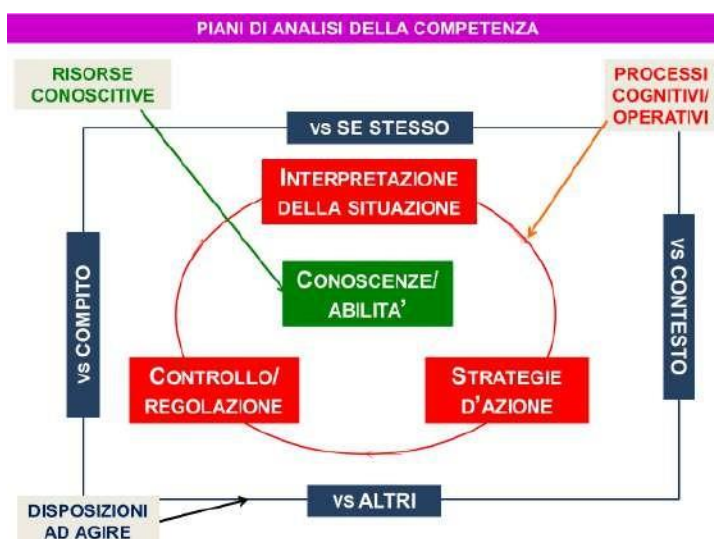 PIANI DI ANALISI DELLA COMPETENZA
RISORSE
CONOSCITIVE
PROCESSI
COGNITIVI/
OPERATIVI
vs SE STESSO
INTERPRETAZIONE
DELLA SITUAZIONE
vs COMPITO
CONOSCENZE/
ABILITA'
vs CONTESTO
CONTROLLO/
REGOLAZIONE
STRATEGIE
D'AZIONE
vs ALTRI
DISPOSIZIONI
AD AGIRE